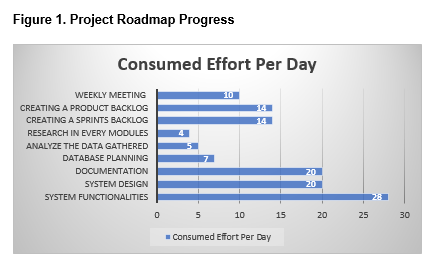 Figure 1. Project Roadmap Progress
Consumed Effort Per Day
WEEKLY MEETING 10
CREATING A PRODUCT BACKLOG 14
CREATING A SPRINTS BACKLOG 14
RESEARCH IN EVERY MODULES 4
ANALYZE THE DATA GATHERED 5
DATABASE PLANNING 7
DOCUMENTATION 20
SYSTEM DESIGN 20
SYSTEM FUNCTIONALITIES 28
0 5 10 15 20 25 30
Consumed Effort Per Day